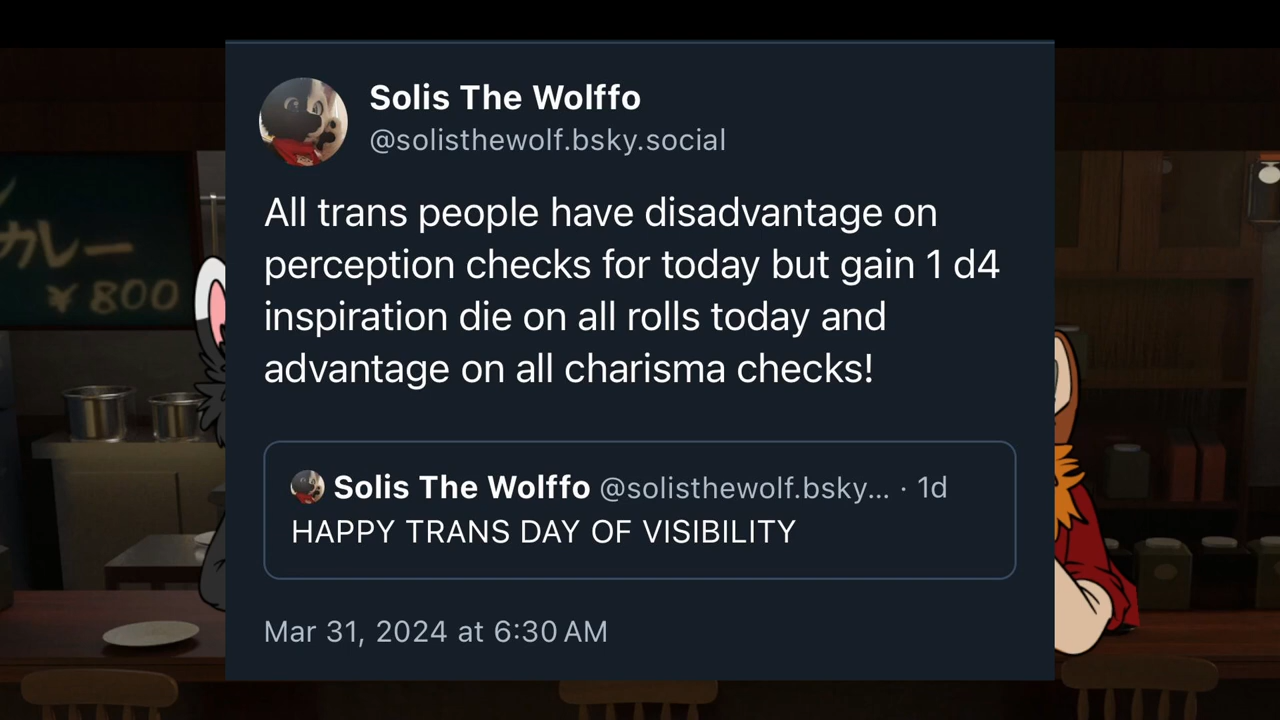 Solis The Wolffo
@solisthewolf.bsky.social
All trans people have disadvantage on
perception checks for today but gain 1 d4
inspiration die on all rolls today and
advantage on all charisma checks!
Solis The Wolffo @solisthewolf.bsky... · 1d
HAPPY TRANS DAY OF VISIBILITY
Mar 31, 2024 at 6:30 AM
カレー
¥800